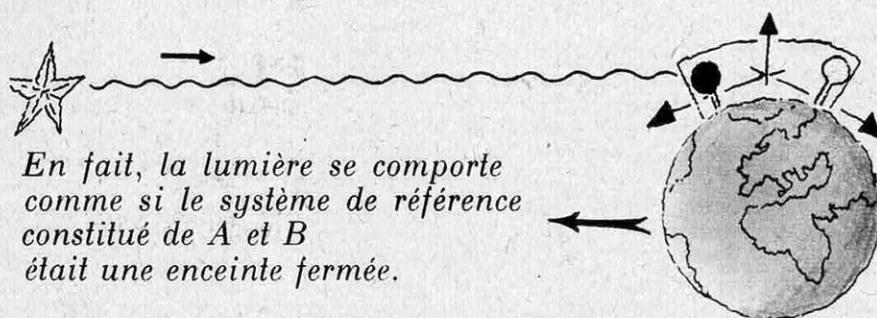 En fait, la lumière se comporte
comme si le système de référence
constitué de A et B
était une enceinte fermée.